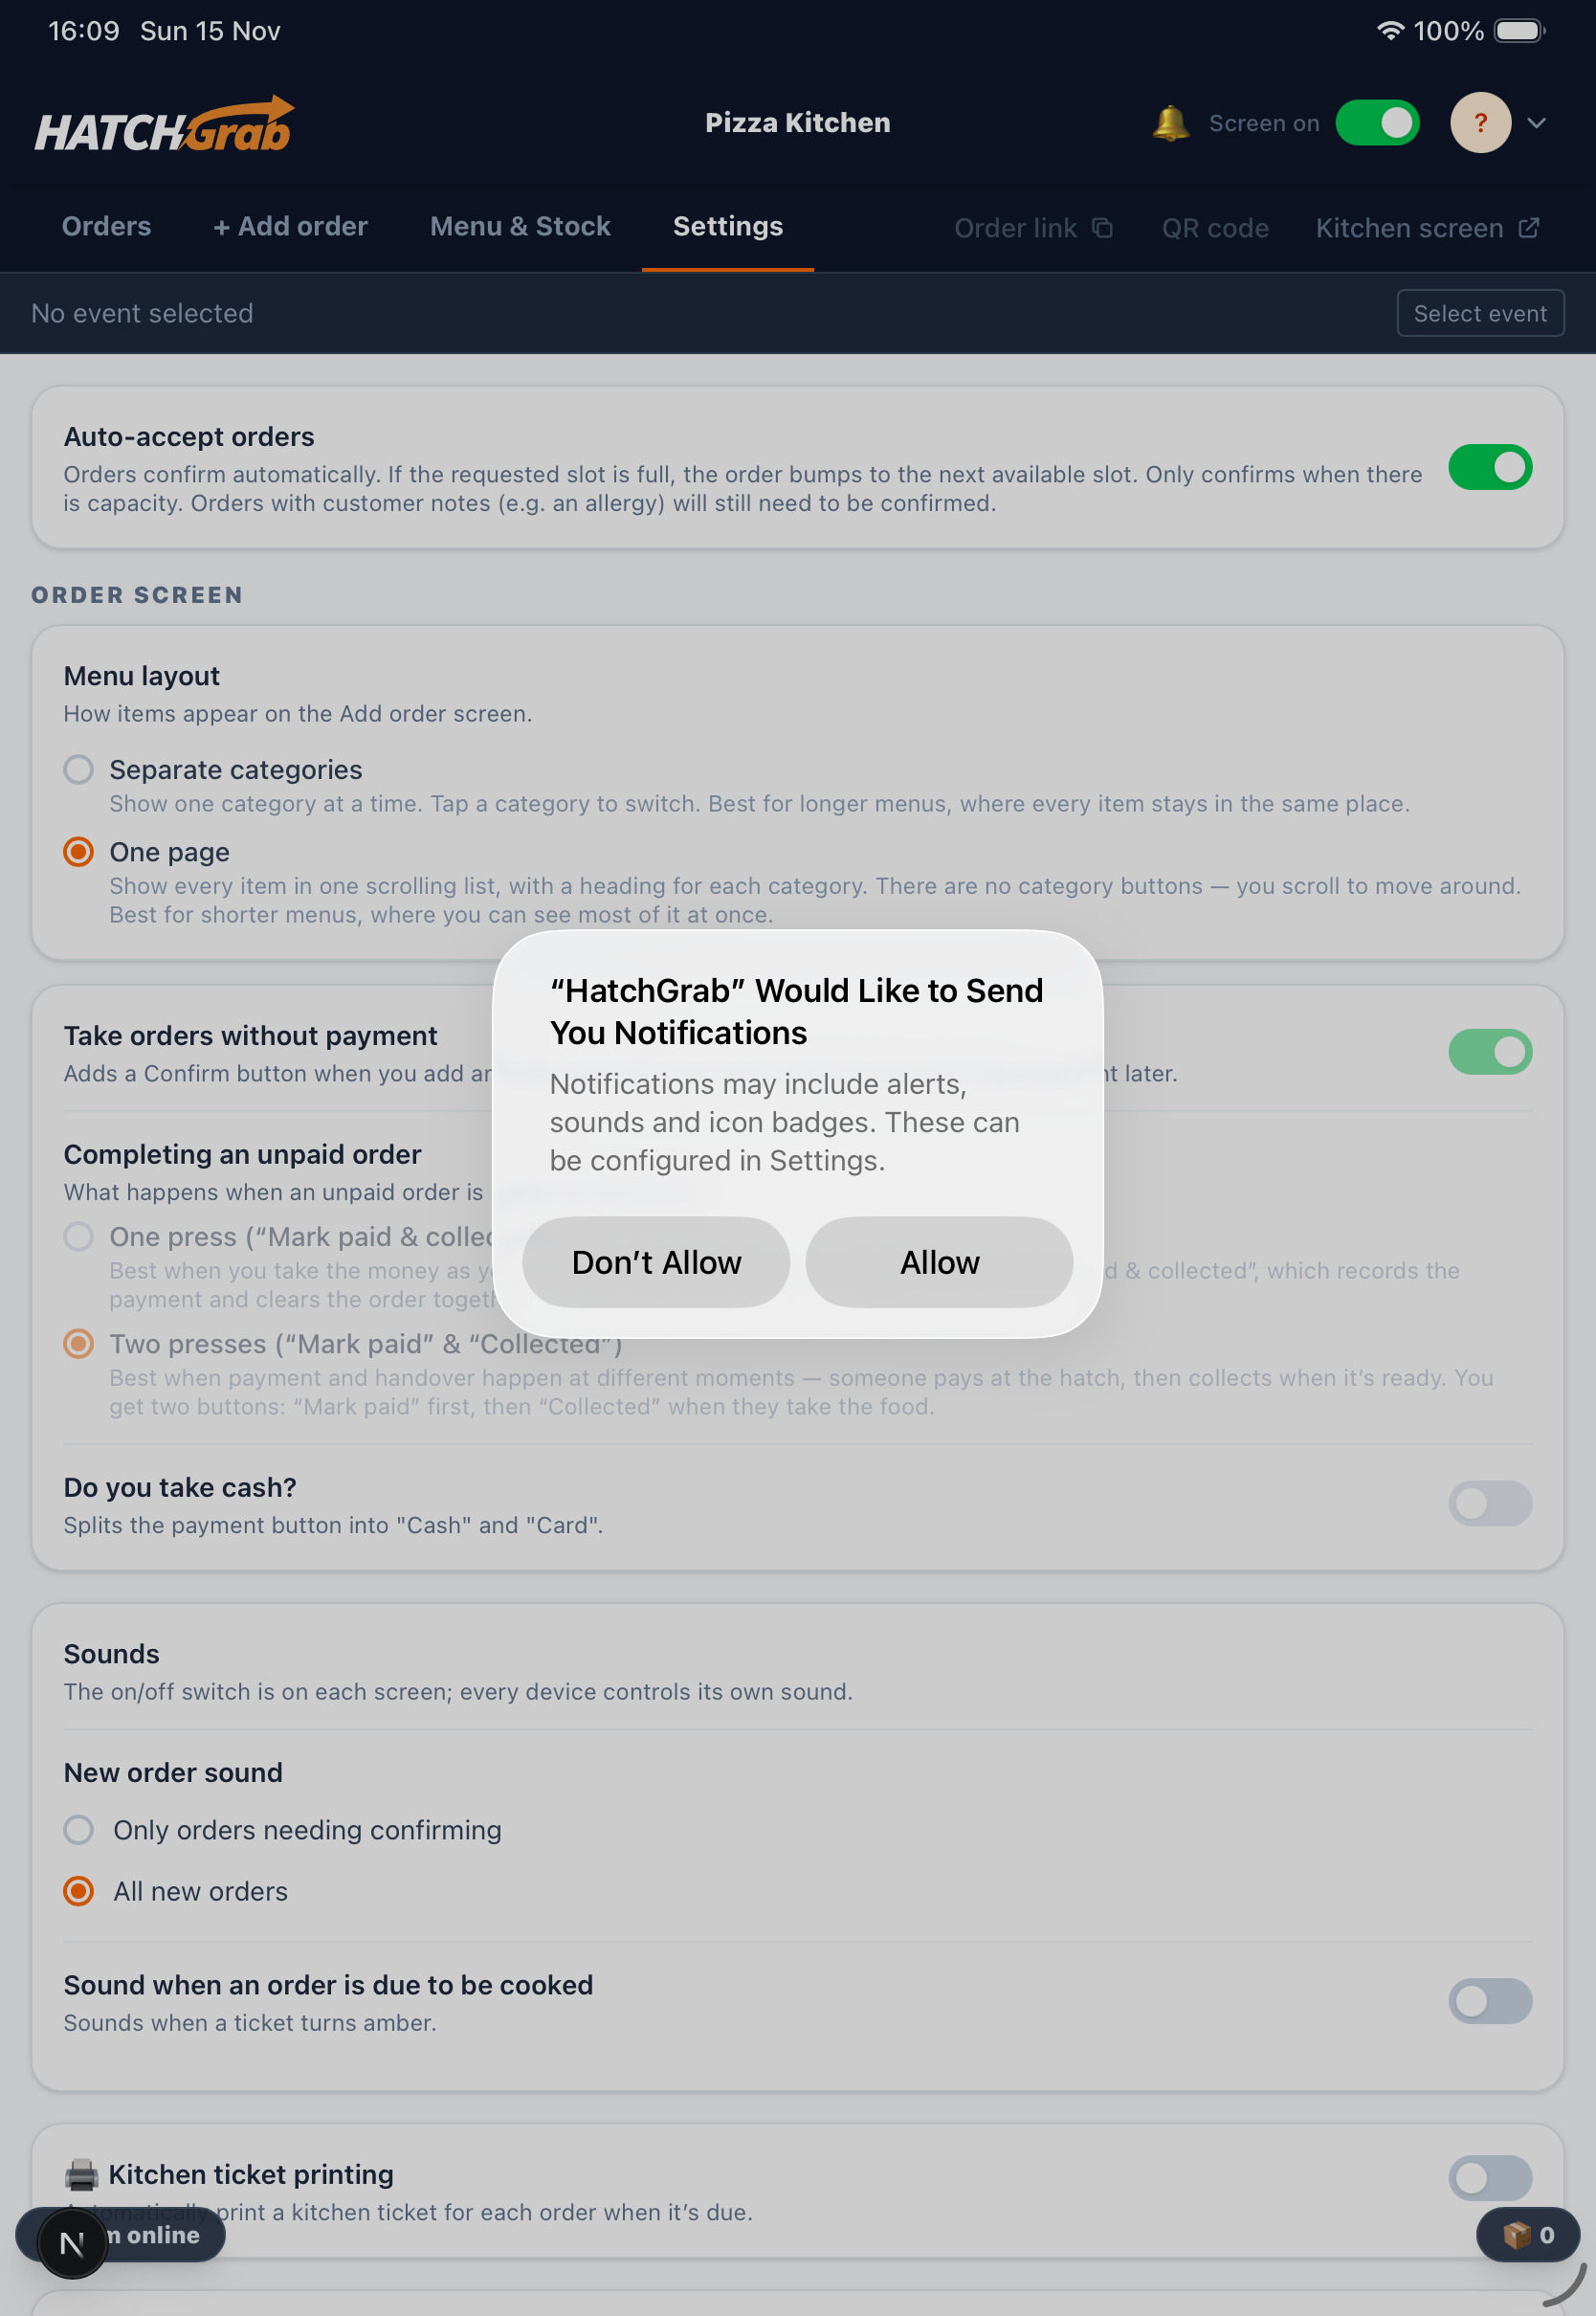 16:09 Sun 15 Nov
100%
HATCHGrab
Pizza Kitchen
Screen on
?
Orders
+ Add order
Menu & Stock
Settings
Order link
QR code
Kitchen screen
No event selected
Select event
Auto-accept orders
Orders confirm automatically. If the requested slot is full, the order bumps to the next available slot. Only confirms when there
is capacity. Orders with customer notes (e.g. an allergy) will still need to be confirmed.
ORDER SCREEN
Menu layout
How items appear on the Add order screen.
Separate categories
Show one category at a time. Tap a category to switch. Best for longer menus, where every item stays in the same place.
One page
Show every item in one scrolling list, with a heading for each category. There are no category buttons — you scroll to move around.
Best for shorter menus, where you can see most of it at once.
“HatchGrab” Would Like to Send
You Notifications
Notifications may include alerts,
sounds and icon badges. These can
be configured in Settings.
Don’t Allow
Allow
Take orders without payment
Adds a Confirm button when you add later.
Completing an unpaid order
What happens when an unpaid order is
One press (“Mark paid &
Best when you take the money as & collected”, which records the
payment and clears the order
Two presses (“Mark paid” & “Collected”)
Best when payment and handover happen at different moments — someone pays at the hatch, then collects when it’s ready. You
get two buttons: “Mark paid” first, then “Collected” when they take the food.
Do you take cash?
Splits the payment button into "Cash" and "Card".
Sounds
The on/off switch is on each screen; every device controls its own sound.
New order sound
Only orders needing confirming
All new orders
Sound when an order is due to be cooked
Sounds when a ticket turns amber.
Kitchen ticket printing
Automatically print a kitchen ticket for each order when it’s due.
N
online
0